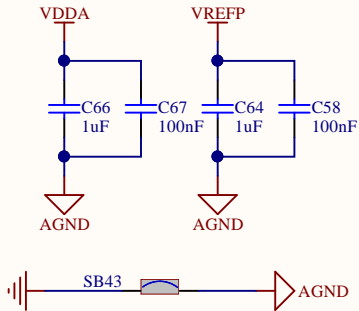 VDDA VREFP
C66 C67 C64 C58
1uF 100nF 1uF 100nF
AGND AGND
SB43
AGND